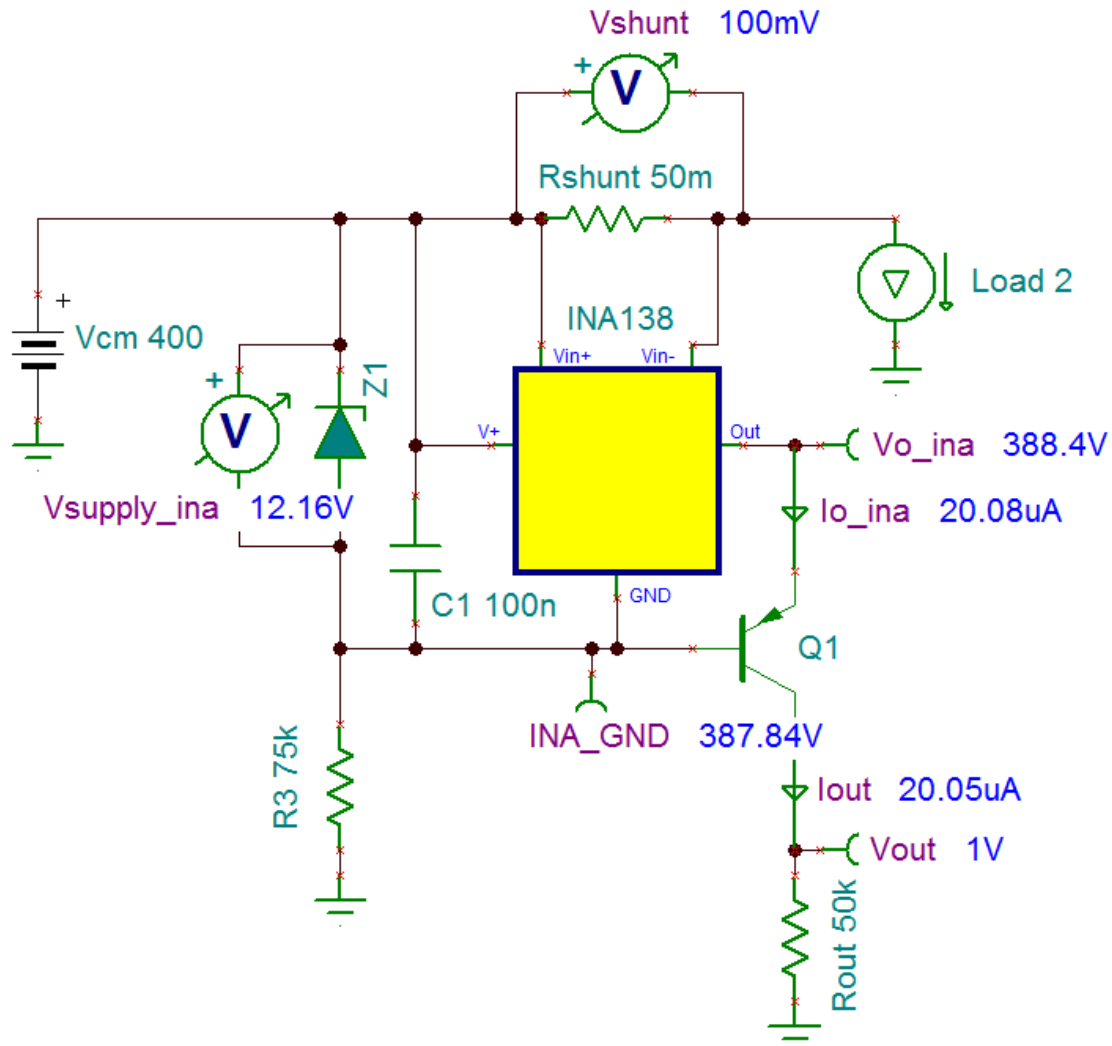 Vshunt 100mV
+
V
Rshunt 50m
+
Vcm 400
Load 2
INA138
Vin+ Vin-
+
V
Z1
V+
Out
Vo_ina 388.4V
Vsupply_ina 12.16V
Io_ina 20.08uA
C1 100n
GND
Q1
INA_GND 387.84V
R3 75k
Iout 20.05uA
Vout 1V
Rout 50k